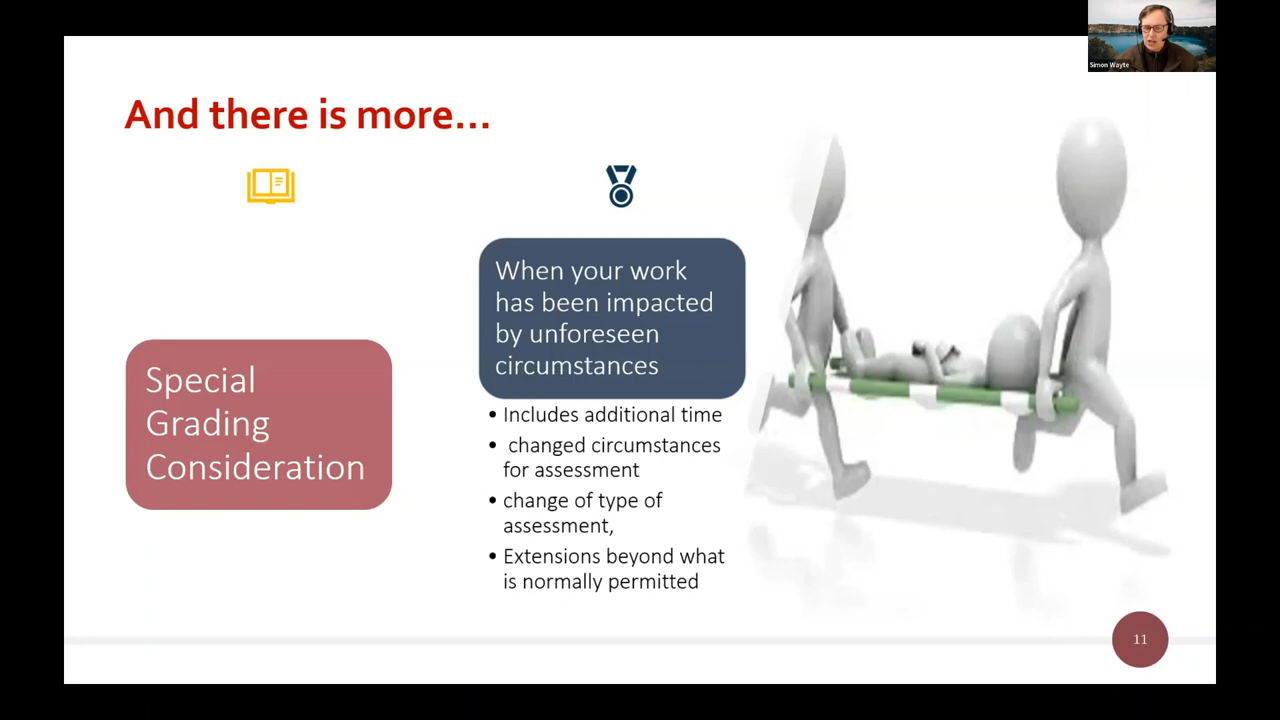 Simon Wayte
And there is more...
Special
Grading
Consideration
When your work
has been impacted
by unforeseen
circumstances
• Includes additional time
• changed circumstances
for assessment
• change of type of
assessment,
• Extensions beyond what
is normally permitted
11